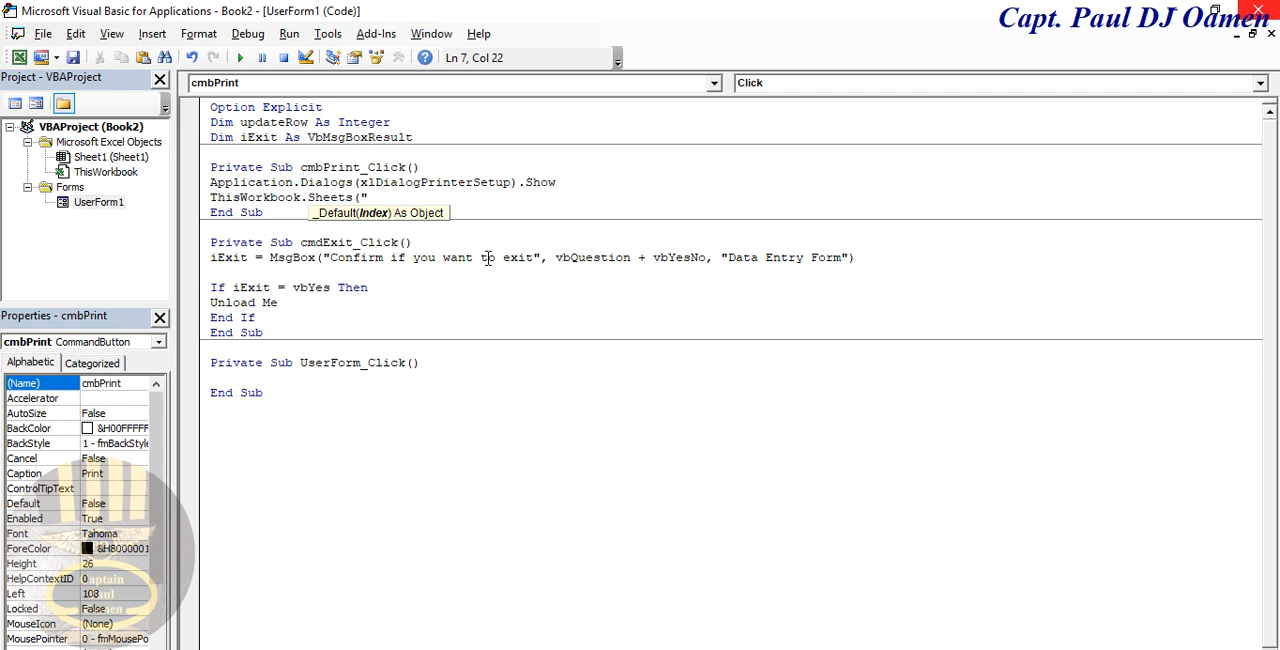 Microsoft Visual Basic for Applications - Book2 - [UserForm1 (Code)]
Capt. Paul DJ Oamen
File Edit View Insert Format Debug Run Tools Add-Ins Window Help
Ln 7, Col 22
Project - VBAProject
cmbPrint
Click
VBAProject (Book2)
Microsoft Excel Objects
Sheet1 (Sheet1)
ThisWorkbook
Forms
UserForm1
Option Explicit
Dim updateRow As Integer
Dim iExit As VbMsgBoxResult
Private Sub cmbPrint_Click()
Application.Dialogs(xlDialogPrinterSetup).Show
ThisWorkbook.Sheets("
End Sub
_Default(Index) As Object
Private Sub cmdExit_Click()
iExit = MsgBox("Confirm if you want to exit", vbQuestion + vbYesNo, "Data Entry Form")
If iExit = vbYes Then
Unload Me
End If
End Sub
Private Sub UserForm_Click()
End Sub
Properties - cmbPrint
cmbPrint CommandButton
Alphabetic Categorized
(Name) cmbPrint
Accelerator
AutoSize False
BackColor &H00FFFFF
BackStyle 1 - fmBackStyle
Cancel False
Caption Print
ControlTipText
Default False
Enabled True
Font Tahoma
ForeColor &H8000001
Height 26
HelpContextID 0
Left 108
Locked False
MouseIcon (None)
MousePointer 0 - fmMousePo